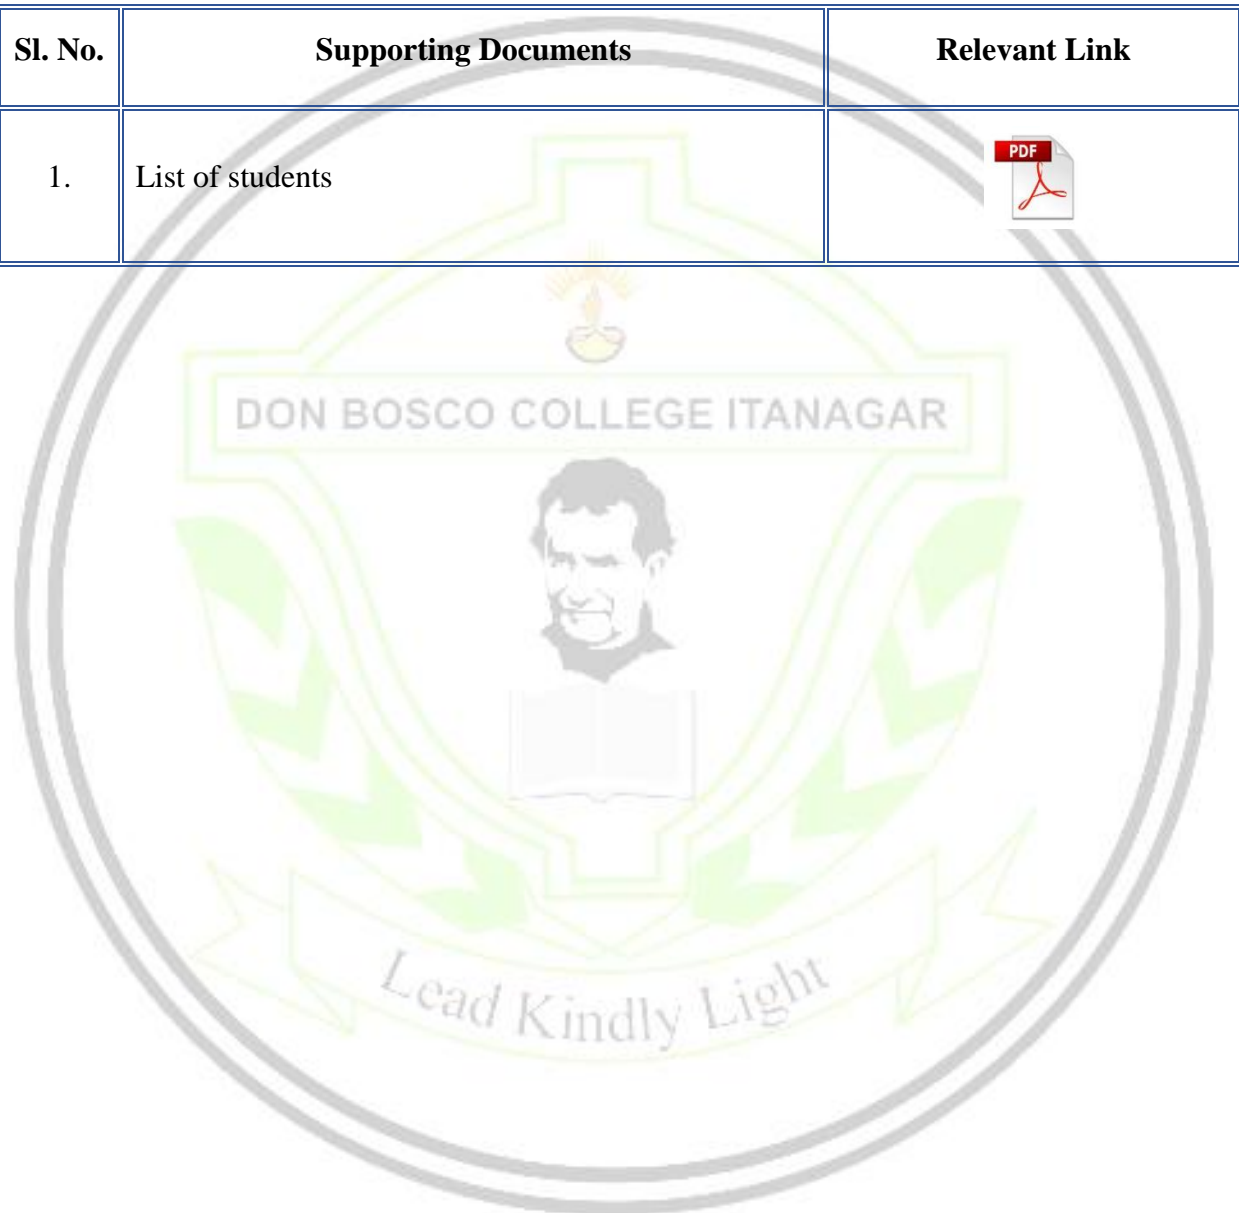 Sl. No. Supporting Documents Relevant Link
1. List of students PDF
DON BOSCO COLLEGE ITANAGAR
Lead Kindly Light